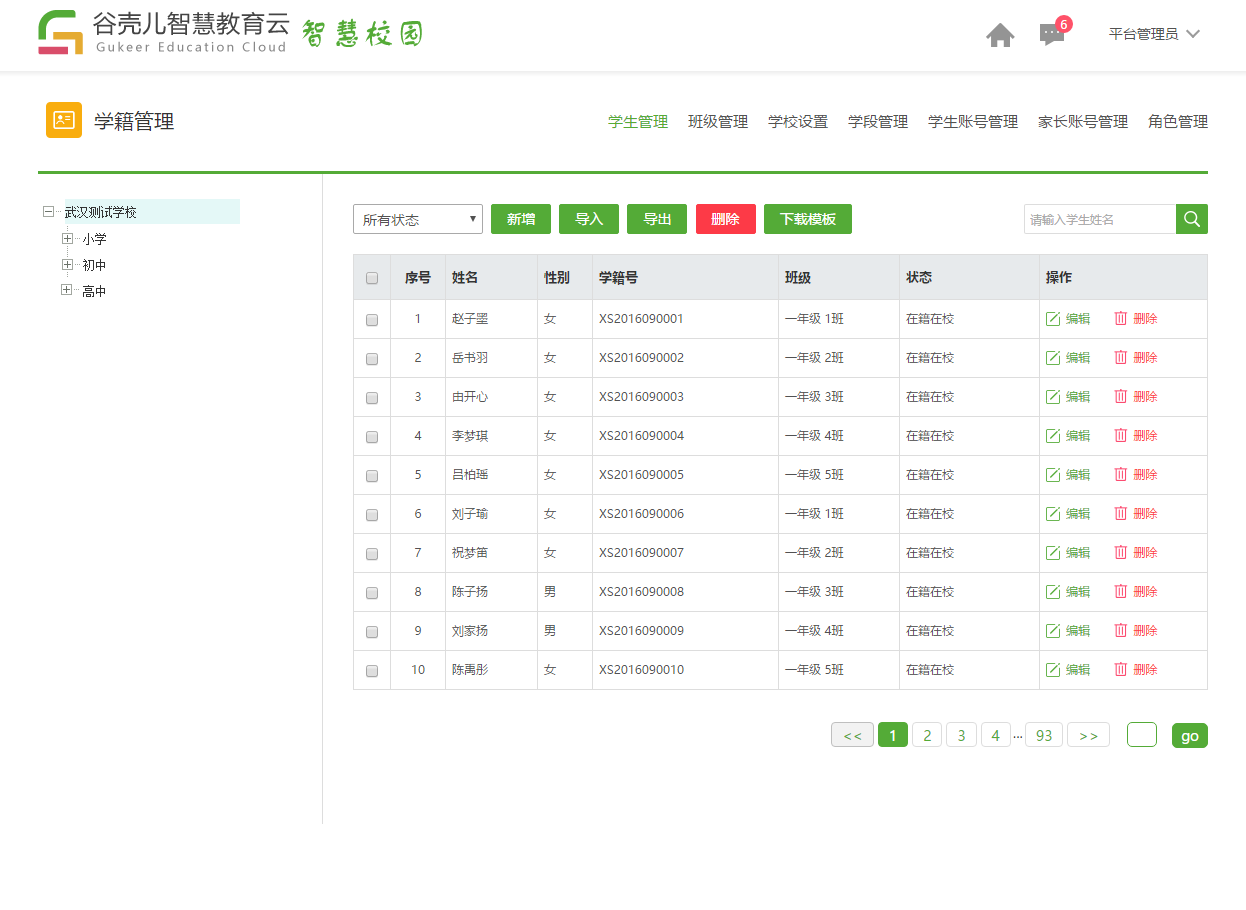 谷壳儿智慧教育云 智慧校园
Gukeer Education Cloud
6
平台管理员
学籍管理
学生管理 班级管理 学校设置 学段管理 学生账号管理 家长账号管理 角色管理
武汉测试学校
小学
初中
高中
所有状态 新增 导入 导出 删除 下载模板 请输入学生姓名
序号 姓名 性别 学籍号 班级 状态 操作
1 赵子墨 女 XS2016090001 一年级 1班 在籍在校 编辑 删除
2 岳书羽 女 XS2016090002 一年级 2班 在籍在校 编辑 删除
3 由开心 女 XS2016090003 一年级 3班 在籍在校 编辑 删除
4 李梦琪 女 XS2016090004 一年级 4班 在籍在校 编辑 删除
5 吕柏瑶 女 XS2016090005 一年级 5班 在籍在校 编辑 删除
6 刘子瑜 女 XS2016090006 一年级 1班 在籍在校 编辑 删除
7 祝梦笛 女 XS2016090007 一年级 2班 在籍在校 编辑 删除
8 陈子扬 男 XS2016090008 一年级 3班 在籍在校 编辑 删除
9 刘家扬 男 XS2016090009 一年级 4班 在籍在校 编辑 删除
10 陈禹彤 女 XS2016090010 一年级 5班 在籍在校 编辑 删除
<< 1 2 3 4 ... 93 >> go